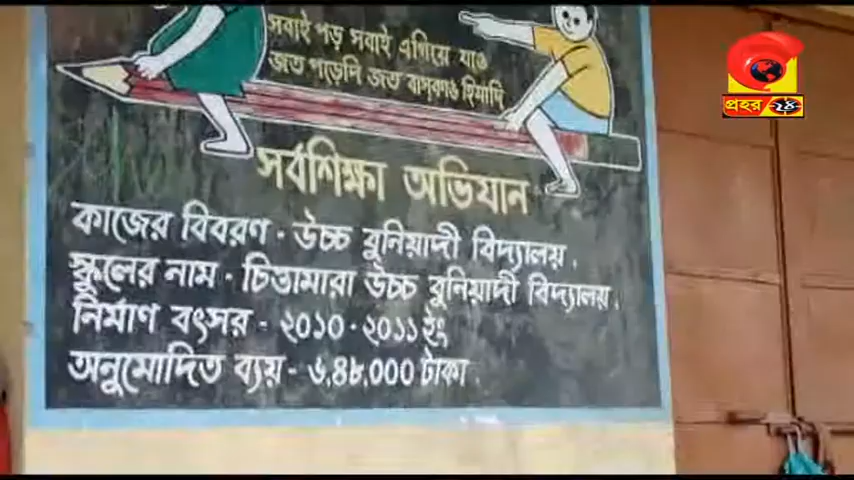 সবাই পড় সবাই এগিয়ে যাও
সর্বশিক্ষা অভিযান
কাজের বিবরণ - উচ্চ বুনিয়াদী বিদ্যালয়.
স্কুলের নাম - চিত্তামারা উচ্চ বুনিয়াদী বিদ্যালয়.
নির্মাণ বৎসর - ২০১০-২০১১ ইং
অনুমোদিত ব্যয় - ৬,৪৮,০০০ টাকা
প্রহর ২৪